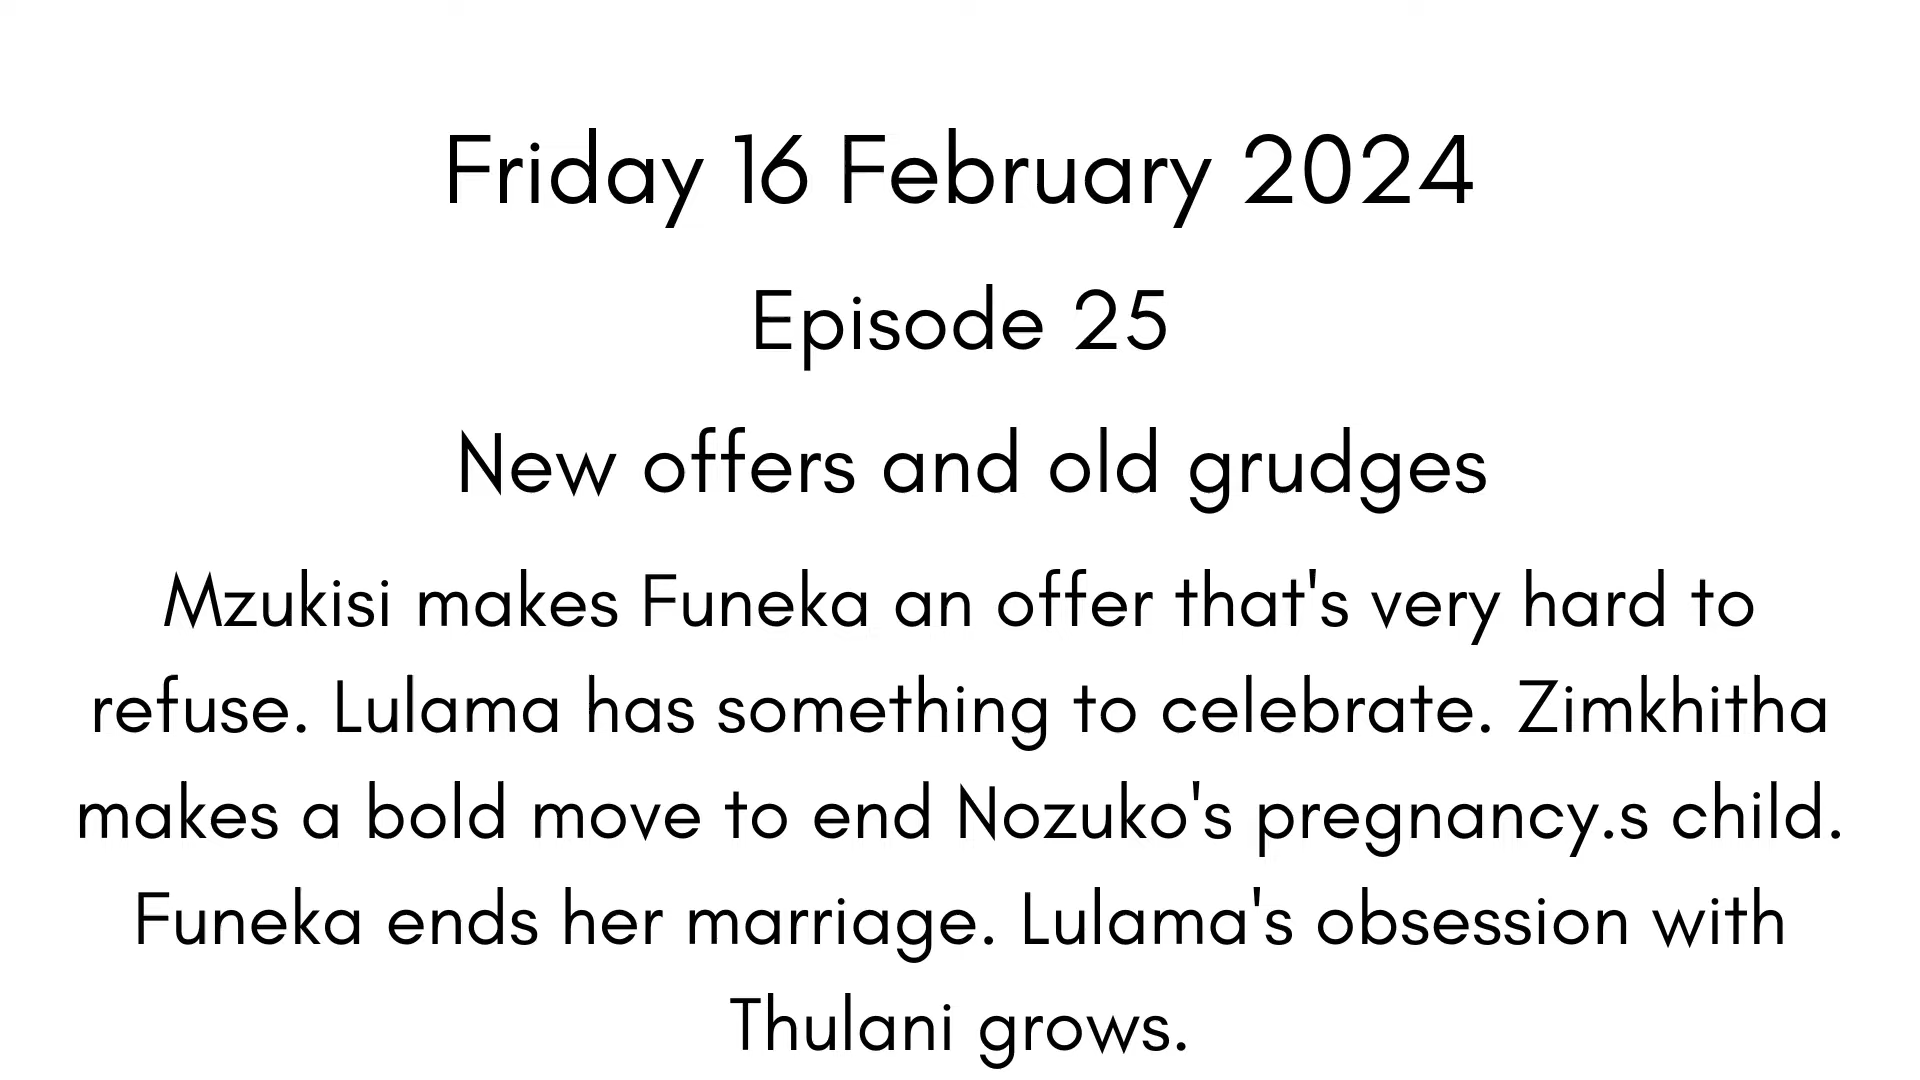 Friday 16 February 2024
Episode 25
New offers and old grudges
Mzukisi makes Funeka an offer that's very hard to
refuse. Lulama has something to celebrate. Zimkhitha
makes a bold move to end Nozuko's pregnancy.s child.
Funeka ends her marriage. Lulama's obsession with
Thulani grows.